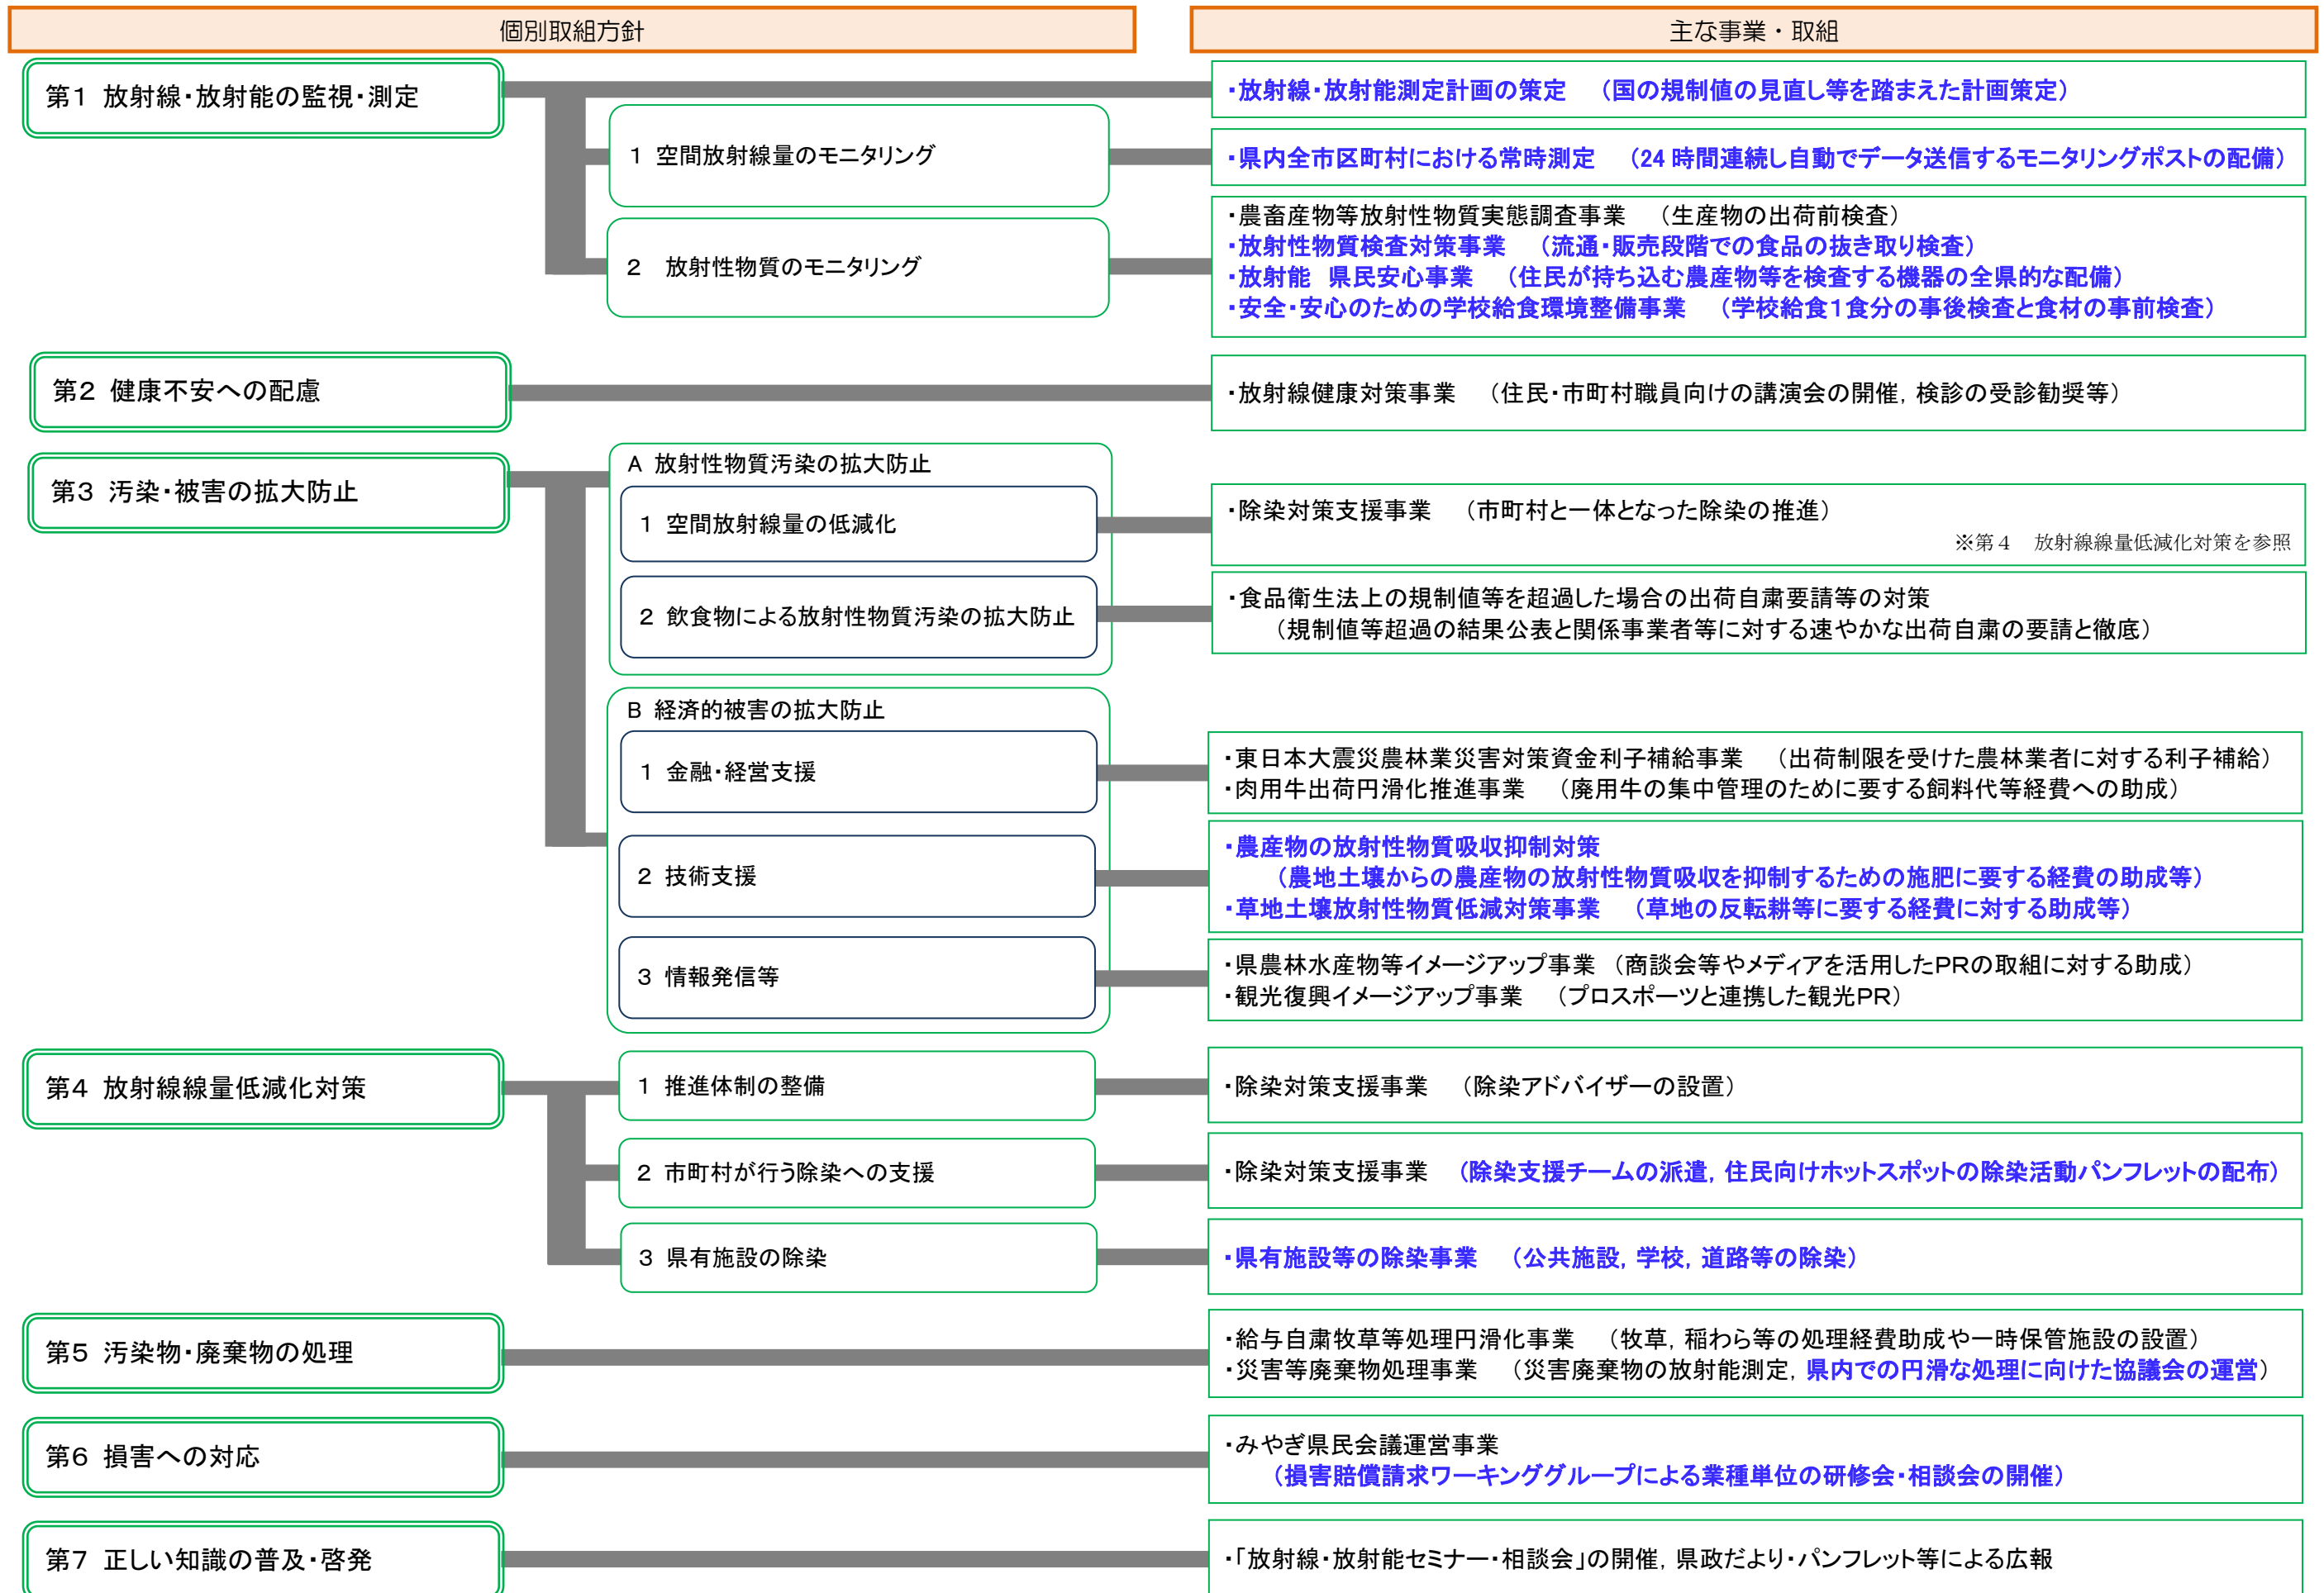 個別取組方針
主な事業・取組
第1 放射線・放射能の監視・測定
・放射線・放射能測定計画の策定　（国の規制値の見直し等を踏まえた計画策定）
1 空間放射線量のモニタリング
・県内全市区町村における常時測定　（24 時間連続し自動でデータ送信するモニタリングポストの配備）
2　放射性物質のモニタリング
・農畜産物等放射性物質実態調査事業　（生産物の出荷前検査）
・放射性物質検査対策事業　（流通・販売段階での食品の抜き取り検査）
・放射能　県民安心事業　（住民が持ち込む農産物等を検査する機器の全県的な配備）
・安全・安心のための学校給食環境整備事業　（学校給食１食分の事後検査と食材の事前検査）
第2 健康不安への配慮
・放射線健康対策事業　（住民・市町村職員向けの講演会の開催，検診の受診勧奨等）
第3 汚染・被害の拡大防止
A 放射性物質汚染の拡大防止
1 空間放射線量の低減化
・除染対策支援事業　（市町村と一体となった除染の推進）
※第４　放射線線量低減化対策を参照
2 飲食物による放射性物質汚染の拡大防止
・食品衛生法上の規制値等を超過した場合の出荷自粛要請等の対策
（規制値等超過の結果公表と関係事業者等に対する速やかな出荷自粛の要請と徹底）
B 経済的被害の拡大防止
1 金融・経営支援
・東日本大震災農林業災害対策資金利子補給事業　（出荷制限を受けた農林業者に対する利子補給）
・肉用牛出荷円滑化推進事業　（廃用牛の集中管理のために要する飼料代等経費への助成）
2 技術支援
・農産物の放射性物質吸収抑制対策
（農地土壌からの農産物の放射性物質吸収を抑制するための施肥に要する経費の助成等）
・草地土壌放射性物質低減対策事業　（草地の反転耕等に要する経費に対する助成等）
3 情報発信等
・県農林水産物等イメージアップ事業　（商談会等やメディアを活用したPRの取組に対する助成）
・観光復興イメージアップ事業　（プロスポーツと連携した観光PR）
第4 放射線線量低減化対策
1 推進体制の整備
・除染対策支援事業　（除染アドバイザーの設置）
2 市町村が行う除染への支援
・除染対策支援事業　（除染支援チームの派遣，住民向けホットスポットの除染活動パンフレットの配布）
3 県有施設の除染
・県有施設等の除染事業　（公共施設，学校，道路等の除染）
第5 汚染物・廃棄物の処理
・給与自粛牧草等処理円滑化事業　（牧草，稲わら等の処理経費助成や一時保管施設の設置）
・災害等廃棄物処理事業　（災害廃棄物の放射能測定，県内での円滑な処理に向けた協議会の運営）
第6 損害への対応
・みやぎ県民会議運営事業
（損害賠償請求ワーキンググループによる業種単位の研修会・相談会の開催）
第7 正しい知識の普及・啓発
・「放射線・放射能セミナー・相談会」の開催，県政だより・パンフレット等による広報